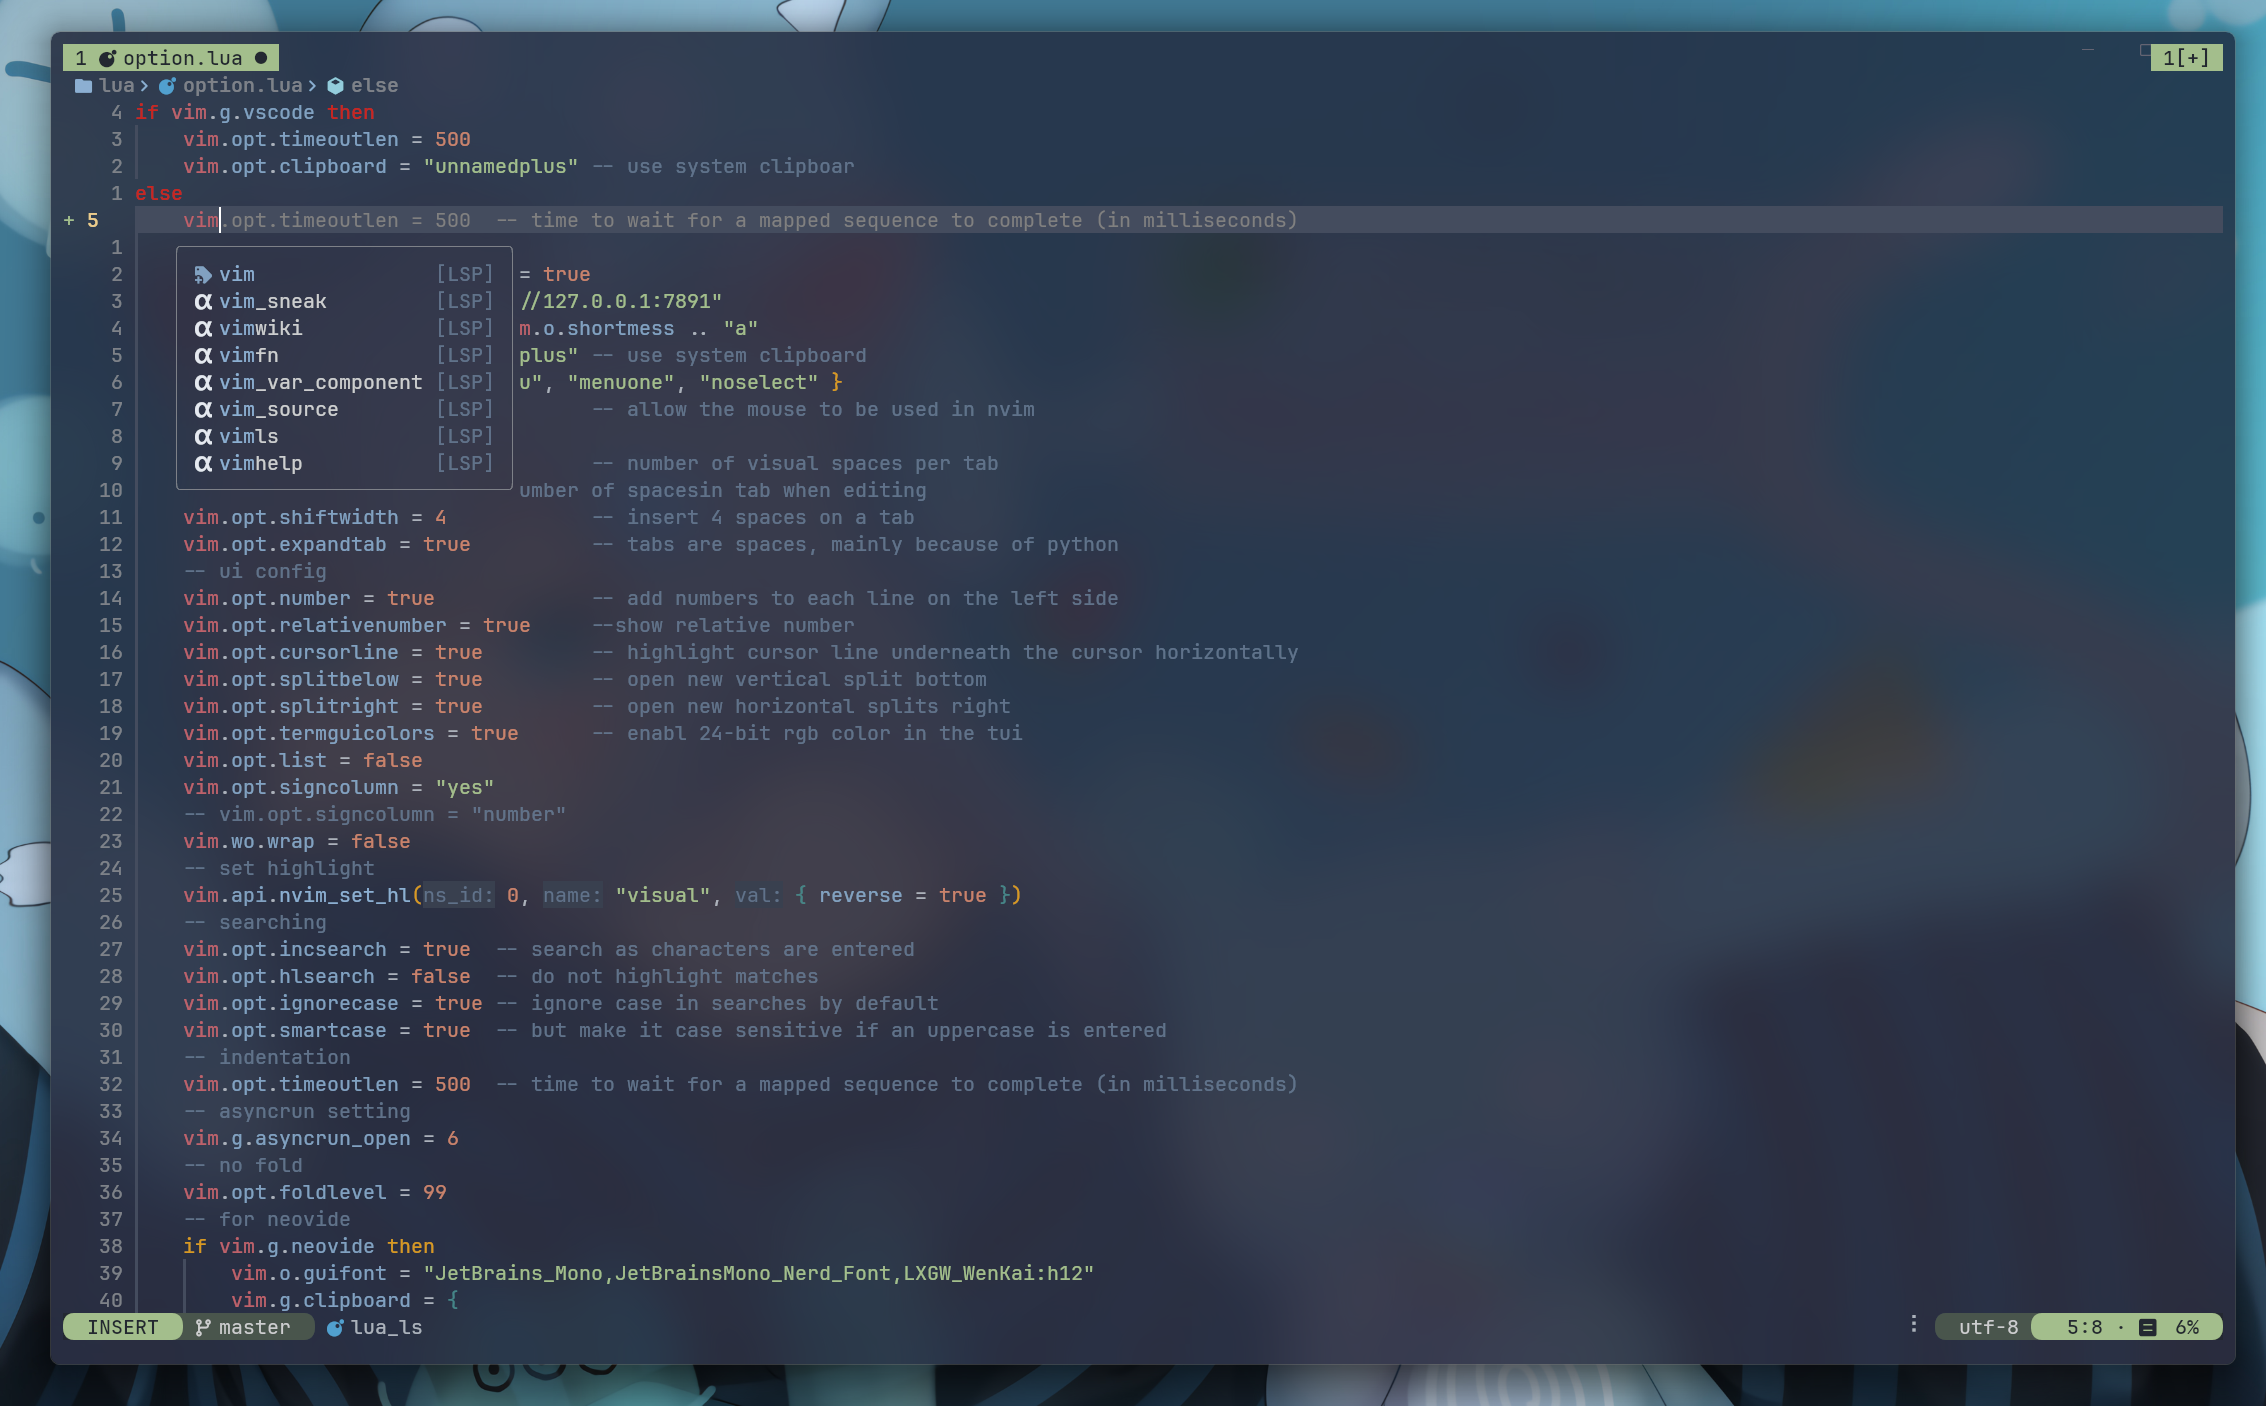 1 option.lua ● 1[+]
lua > option.lua > else
4 if vim.g.vscode then
3 vim.opt.timeoutlen = 500
2 vim.opt.clipboard = "unnamedplus" -- use system clipboar
1 else
+ 5 vim.opt.timeoutlen = 500 -- time to wait for a mapped sequence to complete (in milliseconds)
1
2 vim [LSP] = true
3 vim_sneak [LSP] //127.0.0.1:7891"
4 vimwiki [LSP] m.o.shortmess .. "a"
5 vimfn [LSP] plus" -- use system clipboard
6 vim_var_component [LSP] u", "menuone", "noselect" }
7 vim_source [LSP] -- allow the mouse to be used in nvim
8 vimls [LSP]
9 vimhelp [LSP] -- number of visual spaces per tab
10 umber of spacesin tab when editing
11 vim.opt.shiftwidth = 4 -- insert 4 spaces on a tab
12 vim.opt.expandtab = true -- tabs are spaces, mainly because of python
13 -- ui config
14 vim.opt.number = true -- add numbers to each line on the left side
15 vim.opt.relativenumber = true --show relative number
16 vim.opt.cursorline = true -- highlight cursor line underneath the cursor horizontally
17 vim.opt.splitbelow = true -- open new vertical split bottom
18 vim.opt.splitright = true -- open new horizontal splits right
19 vim.opt.termguicolors = true -- enabl 24-bit rgb color in the tui
20 vim.opt.list = false
21 vim.opt.signcolumn = "yes"
22 -- vim.opt.signcolumn = "number"
23 vim.wo.wrap = false
24 -- set highlight
25 vim.api.nvim_set_hl(ns_id: 0, name: "visual", val: { reverse = true })
26 -- searching
27 vim.opt.incsearch = true -- search as characters are entered
28 vim.opt.hlsearch = false -- do not highlight matches
29 vim.opt.ignorecase = true -- ignore case in searches by default
30 vim.opt.smartcase = true -- but make it case sensitive if an uppercase is entered
31 -- indentation
32 vim.opt.timeoutlen = 500 -- time to wait for a mapped sequence to complete (in milliseconds)
33 -- asyncrun setting
34 vim.g.asyncrun_open = 6
35 -- no fold
36 vim.opt.foldlevel = 99
37 -- for neovide
38 if vim.g.neovide then
39 vim.o.guifont = "JetBrains_Mono,JetBrainsMono_Nerd_Font,LXGW_WenKai:h12"
40 vim.g.clipboard = {
INSERT master lua_ls utf-8 5:8 · 6%